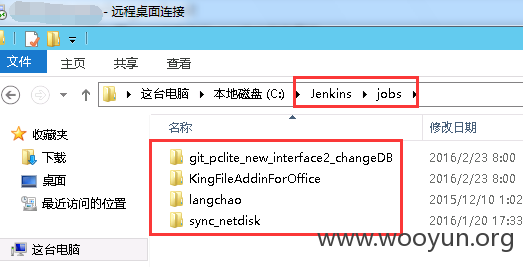 - 远程桌面连接
文件 主页 共享 查看
这台电脑 本地磁盘 (C:) Jenkins jobs
收藏夹
下载
桌面
最近访问的位置
这台电脑
名称 修改日期
git_pclite_new_interface2_changeDB 2016/2/23 8:00
KingFileAddinForOffice 2016/2/23 8:00
langchao 2015/12/10 1:02
sync_netdisk 2016/1/20 17:33
www.wooyun.org